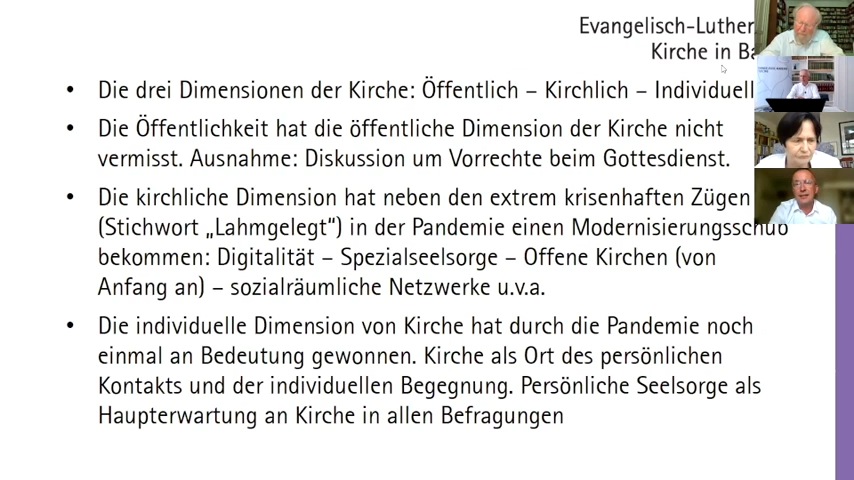 Evangelisch-Luther
Kirche in Ba
• Die drei Dimensionen der Kirche: Öffentlich – Kirchlich – Individuell
• Die Öffentlichkeit hat die öffentliche Dimension der Kirche nicht
vermisst. Ausnahme: Diskussion um Vorrechte beim Gottesdienst.
• Die kirchliche Dimension hat neben den extrem krisenhaften Zügen
(Stichwort „Lahmgelegt“) in der Pandemie einen Modernisierungsschub
bekommen: Digitalität – Spezialseelsorge – Offene Kirchen (von
Anfang an) – sozialräumliche Netzwerke u.v.a.
• Die individuelle Dimension von Kirche hat durch die Pandemie noch
einmal an Bedeutung gewonnen. Kirche als Ort des persönlichen
Kontakts und der individuellen Begegnung. Persönliche Seelsorge als
Haupterwartung an Kirche in allen Befragungen